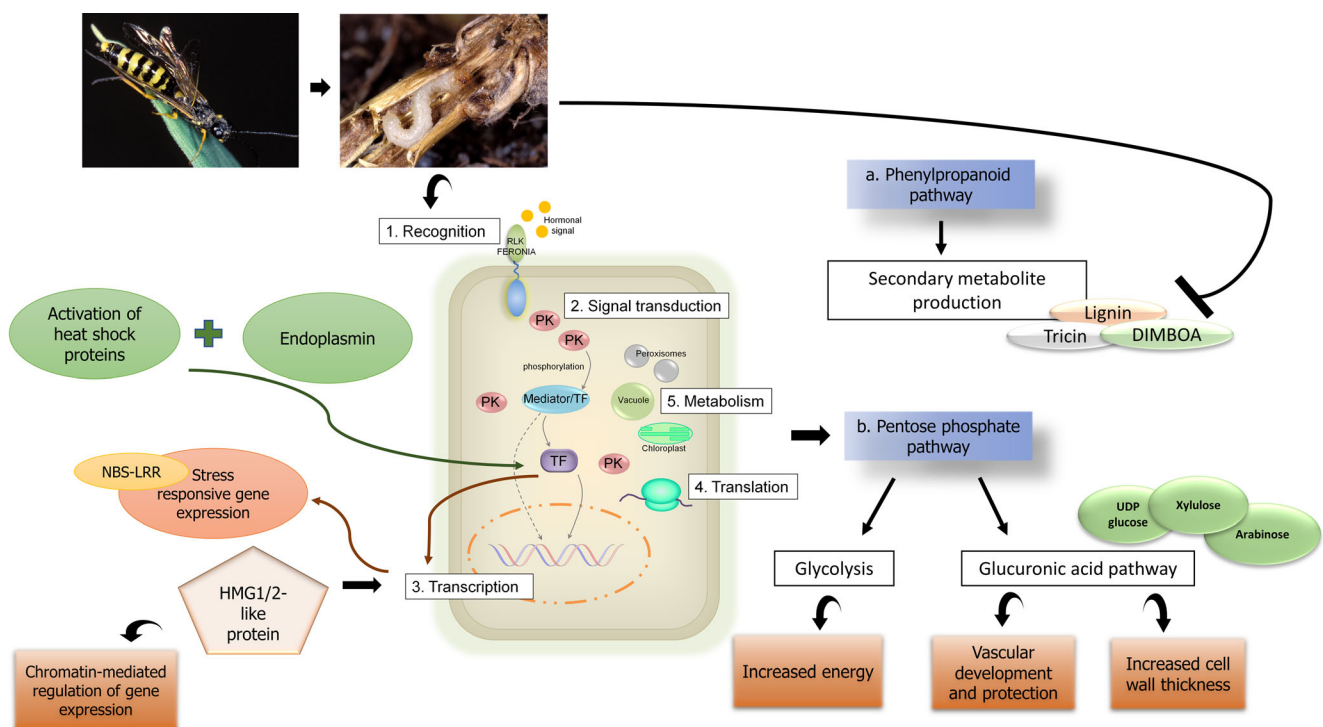 a. Phenylpropanoid
pathway
1. Recognition
Hormonal
signal
RLK
FERONIA
Secondary metabolite
production
Lignin
Tricin
DIMBOA
2. Signal transduction
PK
PK
Activation of
heat shock
proteins
Endoplasmin
phosphorylation
Peroxisomes
PK
Mediator/TF
Vacuole
5. Metabolism
Chloroplast
b. Pentose phosphate
pathway
TF
PK
4. Translation
NBS-LRR
Stress
responsive gene
expression
UDP
glucose
Xylulose
Arabinose
3. Transcription
HMG1/2-
like
protein
Glycolysis
Glucuronic acid pathway
Chromatin-mediated
regulation of gene
expression
Increased energy
Vascular
development
and protection
Increased cell
wall thickness